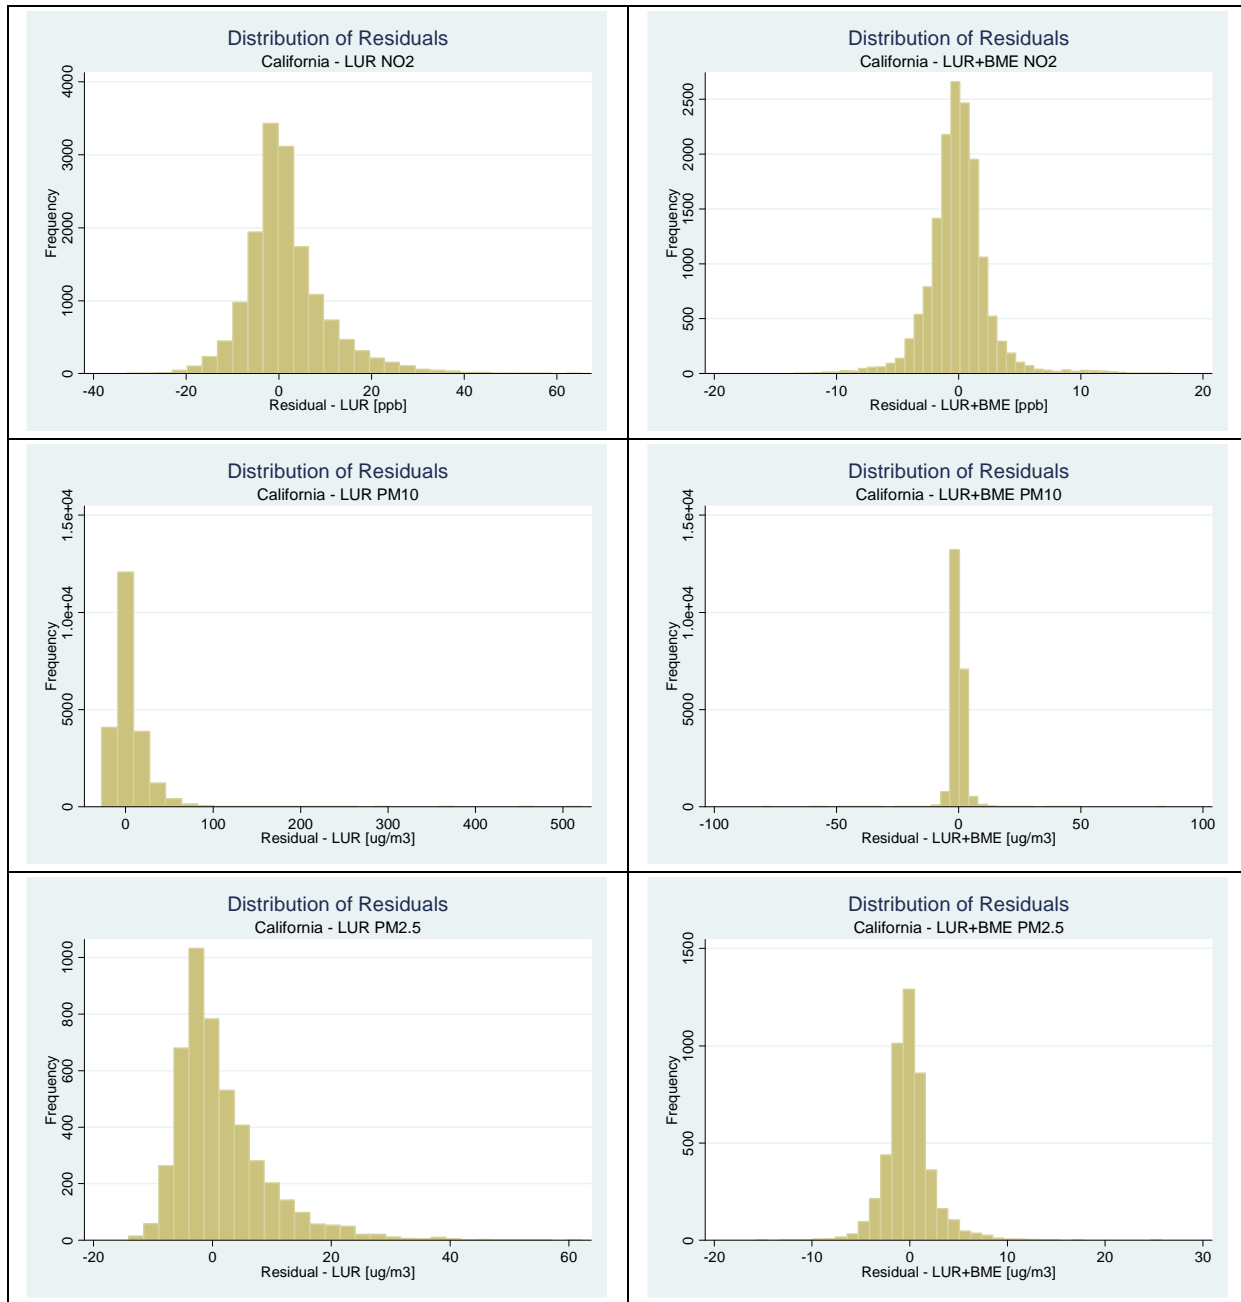 Distribution of Residuals
California - LUR NO2
Frequency
4000
3000
2000
1000
0
-40 -20 0 20 40 60
Residual - LUR [ppb]
Distribution of Residuals
California - LUR+BME NO2
Frequency
2500
2000
1500
1000
500
0
-20 -10 0 10 20
Residual - LUR+BME [ppb]
Distribution of Residuals
California - LUR PM10
Frequency
1.5e+04
1.0e+04
5000
0
0 100 200 300 400 500
Residual - LUR [ug/m3]
Distribution of Residuals
California - LUR+BME PM10
Frequency
1.5e+04
1.0e+04
5000
0
-100 -50 0 50 100
Residual - LUR+BME [ug/m3]
Distribution of Residuals
California - LUR PM2.5
Frequency
1000
800
600
400
200
0
-20 0 20 40 60
Residual - LUR [ug/m3]
Distribution of Residuals
California - LUR+BME PM2.5
Frequency
1500
1000
500
0
-20 -10 0 10 20 30
Residual - LUR+BME [ug/m3]